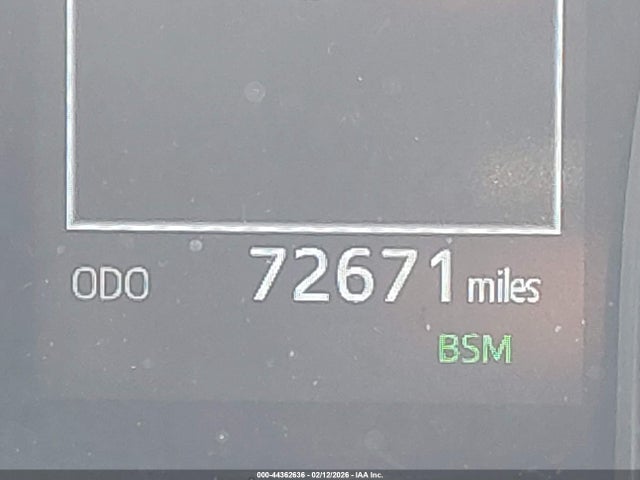 ODO 72671 miles
BSM
000-44362636 - 02/12/2026 - IAA Inc.